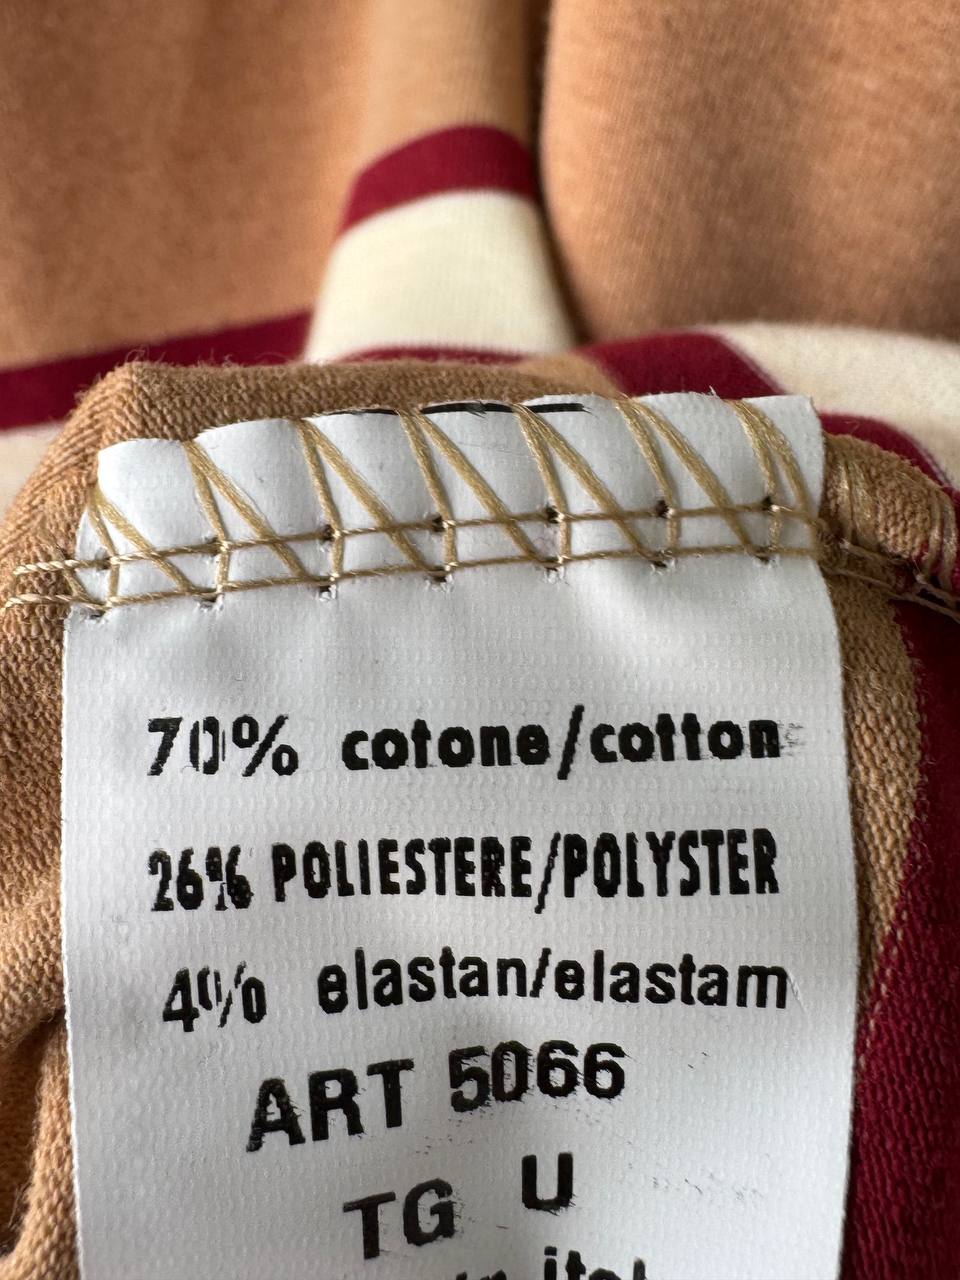 70% cotone/cotton
26% POLIESTERE/POLYSTER
4% elastan/elastam
ART 5066
TG U